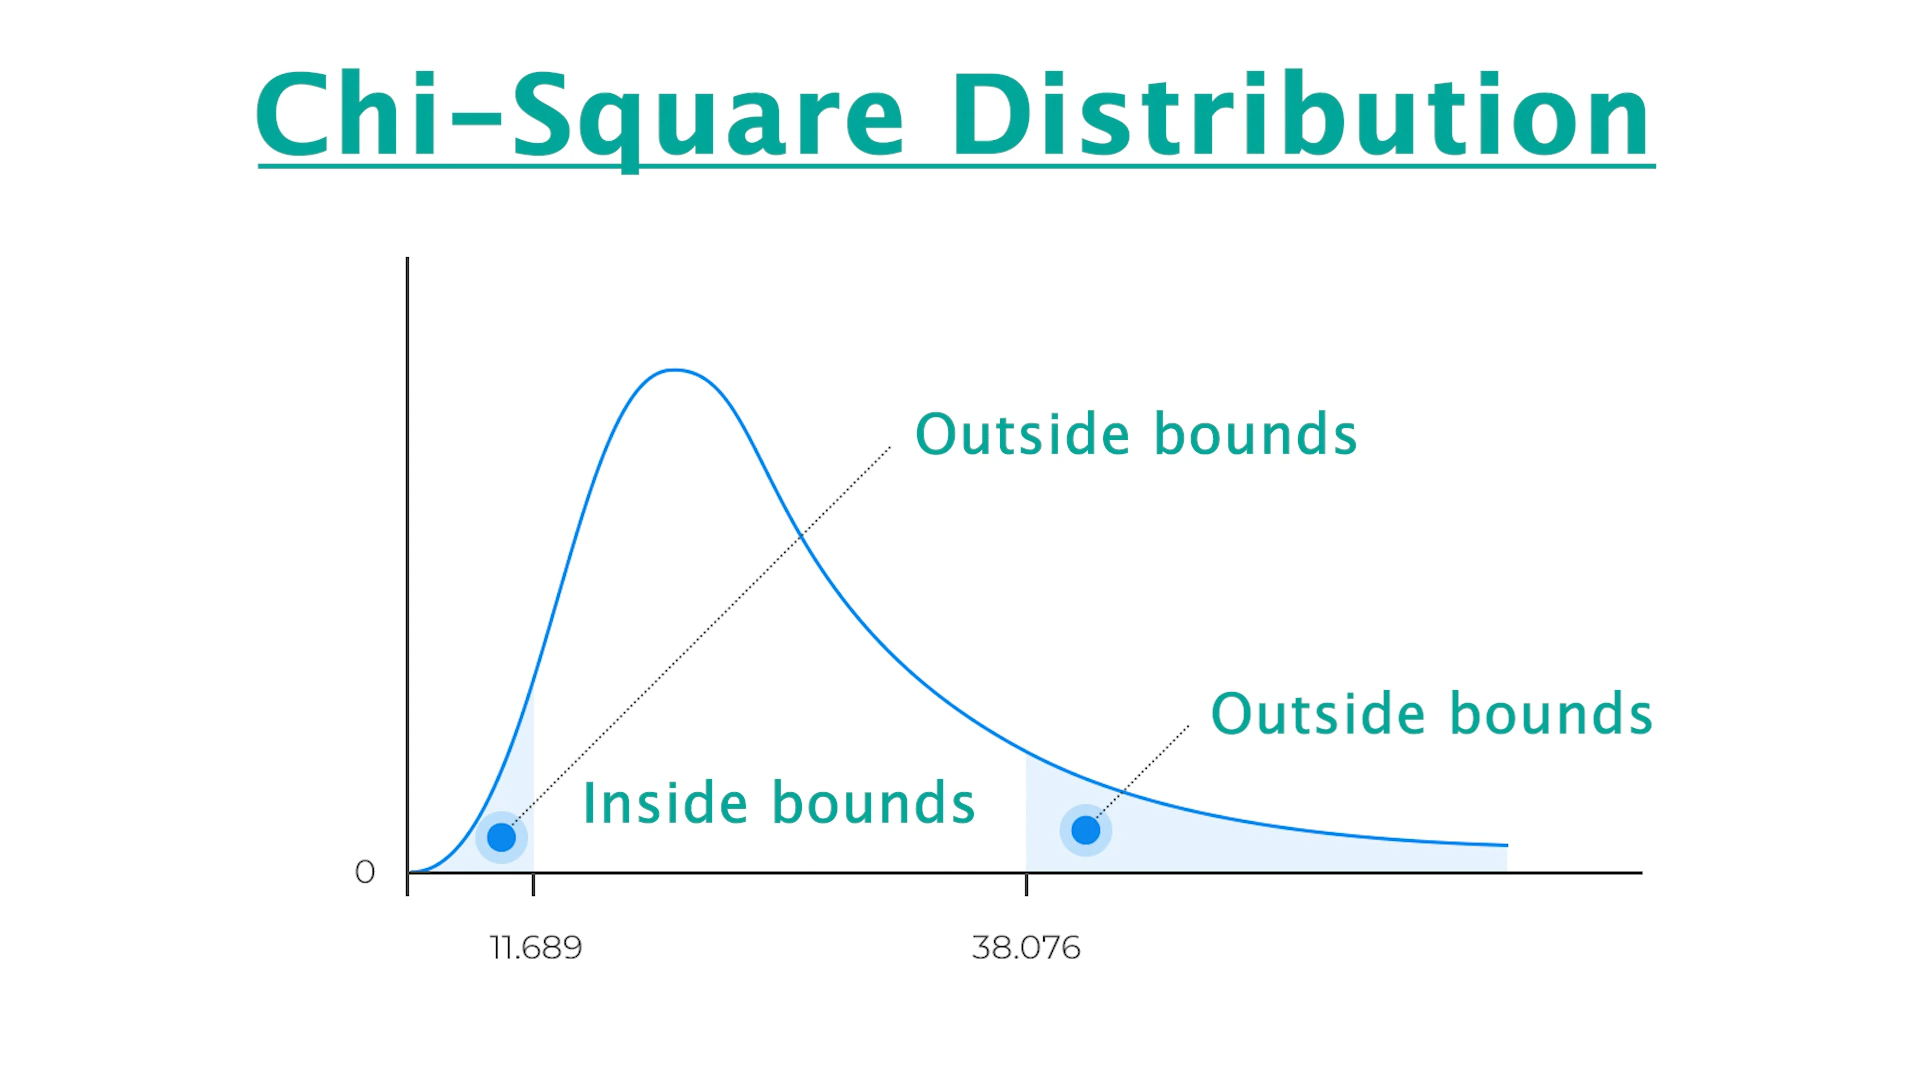 Chi-Square Distribution
Outside bounds
Outside bounds
Inside bounds
0
11.689
38.076